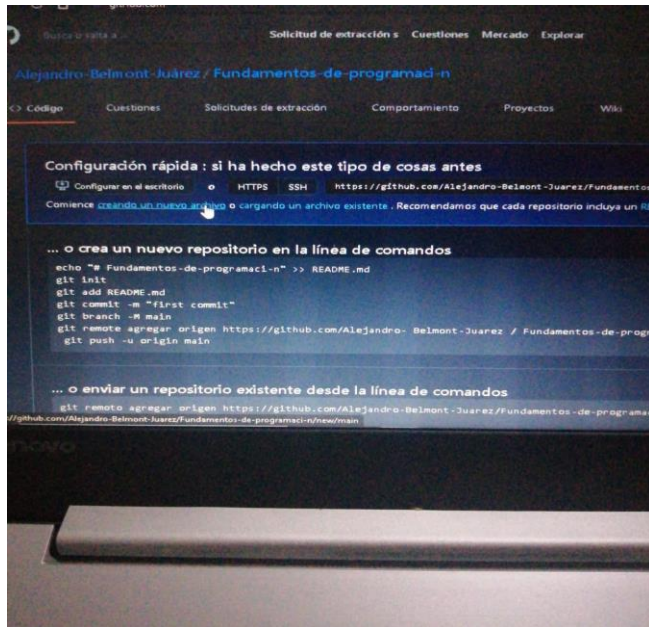 github.com
Busca o salta a...
Solicitud de extracción s Cuestiones Mercado Explorar
Alejandro-Belmont-Juárez / Fundamentos-de-programaci-n
<> Código Cuestiones Solicitudes de extracción Comportamiento Proyectos Wiki
Configuración rápida : si ha hecho este tipo de cosas antes
Configurar en el escritorio o HTTPS SSH https://github.com/Alejandro-Belmont-Juarez/Fundamentos
Comience creando un nuevo archivo o cargando un archivo existente . Recomendamos que cada repositorio incluya un
... o crea un nuevo repositorio en la línea de comandos
echo "# Fundamentos-de-programaci-n" >> README.md
git init
git add README.md
git commit -m "first commit"
git branch -M main
git remote agregar origen https://github.com/Alejandro- Belmont-Juarez / Fundamentos-de-progr
git push -u origin main
... o enviar un repositorio existente desde la línea de comandos
git remoto agregar origen https://github.com/Alejandro-Belmont-Juarez/Fundamentos-de-programa
//github.com/Alejandro-Belmont-Juarez/Fundamentos-de-programaci-n/new/main